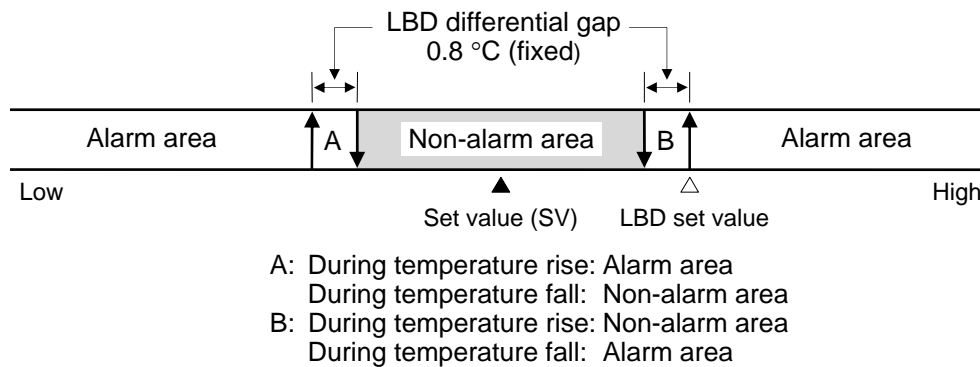 LBD differential gap
0.8 °C (fixed)
Alarm area
A
Non-alarm area
B
Alarm area
Low
High
Set value (SV)
LBD set value
A: During temperature rise: Alarm area
During temperature fall: Non-alarm area
B: During temperature rise: Non-alarm area
During temperature fall: Alarm area